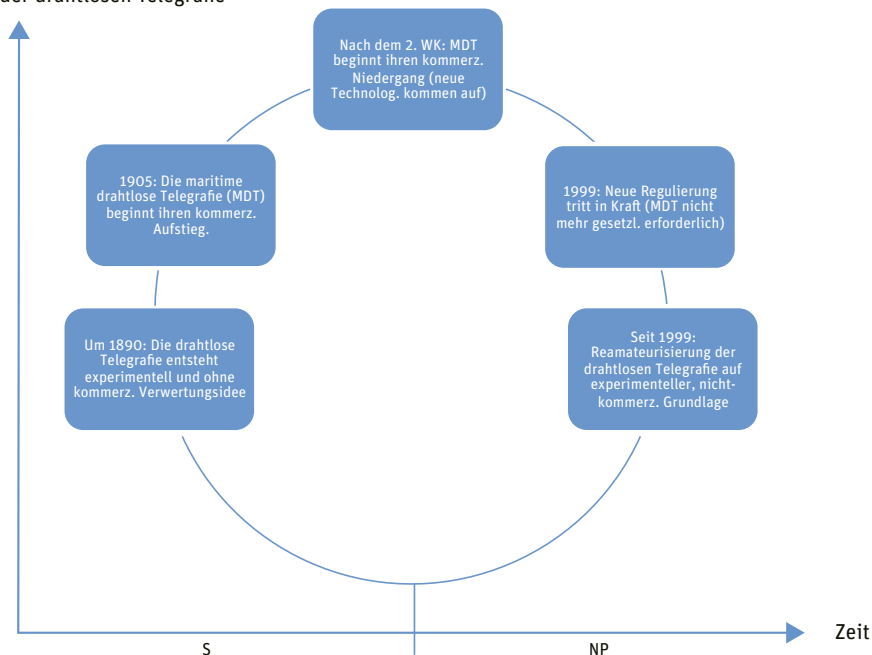 der drahtlosen Telegrafie
Nach dem 2. WK: MDT
beginnt ihren kommerz.
Niedergang (neue
Technolog. kommen auf)
1905: Die maritime
drahtlose Telegrafie (MDT)
beginnt ihren kommerz.
Aufstieg.
1999: Neue Regulierung
tritt in Kraft (MDT nicht
mehr gesetzl. erforderlich)
Um 1890: Die drahtlose
Telegrafie entsteht
experimentell und ohne
kommerz. Verwertungsidee
Seit 1999:
Reamateurisierung der
drahtlosen Telegrafie auf
experimenteller, nicht-
kommerz. Grundlage
Zeit
S
NP